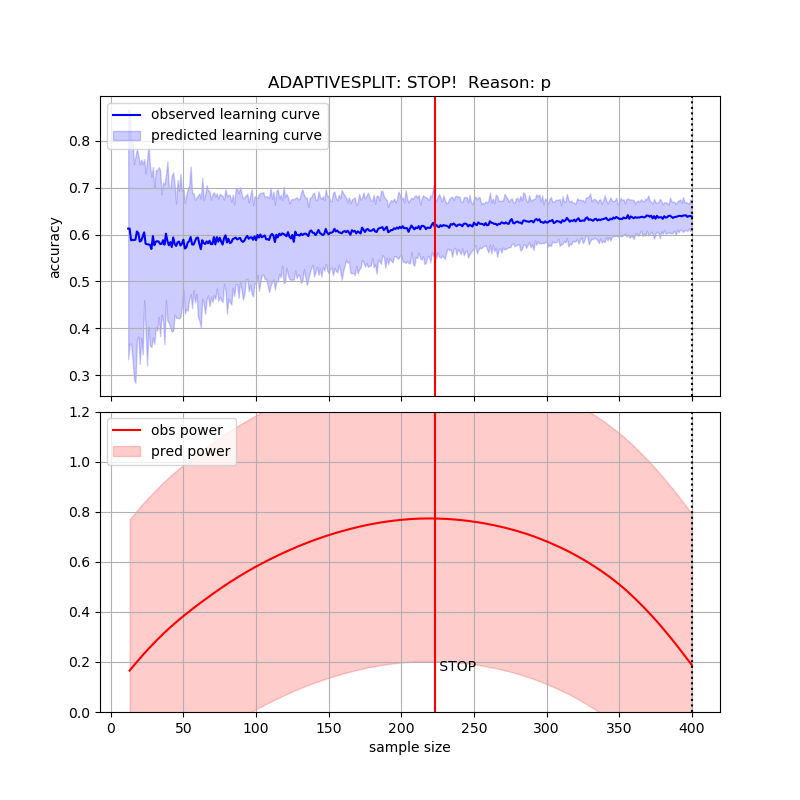 ADAPTIVESPLIT: STOP!  Reason: p
observed learning curve
predicted learning curve
0.8
0.7
0.6
0.5
0.4
0.3
accuracy
obs power
pred power
1.2
1.0
0.8
0.6
0.4
0.2
0.0
STOP
0 50 100 150 200 250 300 350 400
sample size